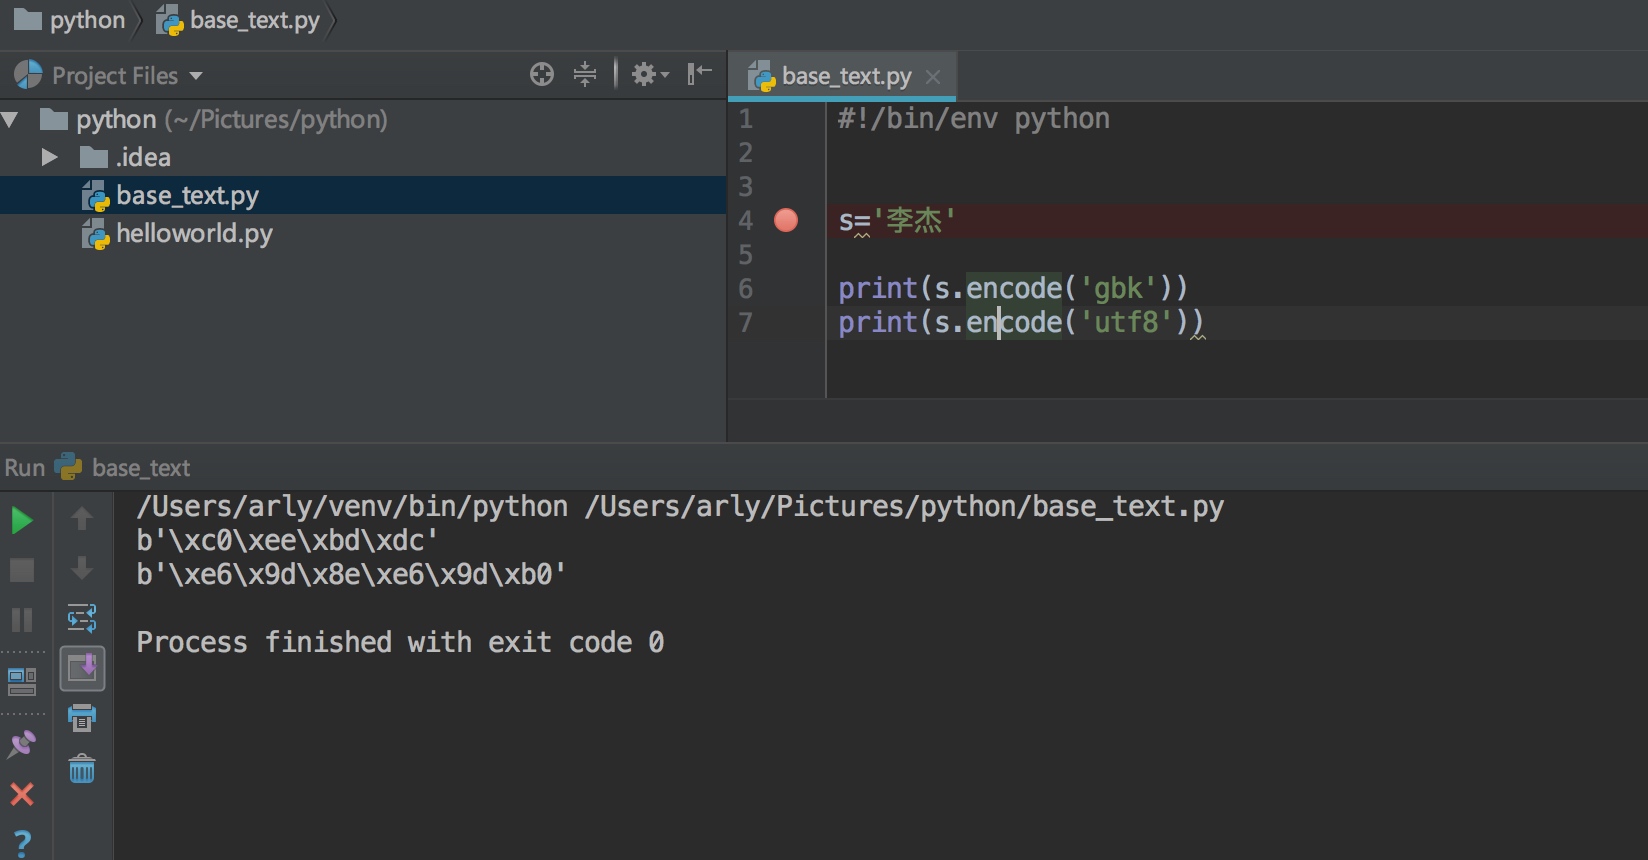 python base_text.py
Project Files
base_text.py
python (~/Pictures/python)
.idea
base_text.py
helloworld.py
1 #!/bin/env python
2
3
4 s='李杰'
5
6 print(s.encode('gbk'))
7 print(s.encode('utf8'))
Run base_text
/Users/arly/venv/bin/python /Users/arly/Pictures/python/base_text.py
b'\xc0\xee\xbd\xdc'
b'\xe6\x9d\x8e\xe6\x9d\xb0'
Process finished with exit code 0